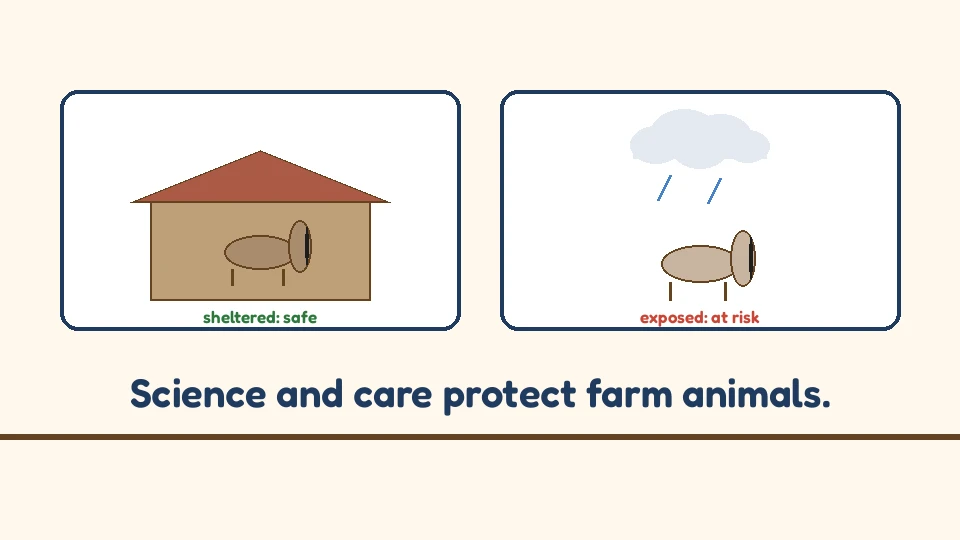 sheltered: safe
exposed: at risk
Science and care protect farm animals.